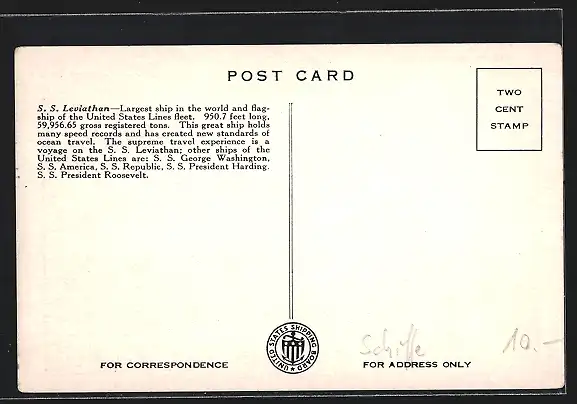 POST CARD
TWO
CENT
STAMP
S. S. Leviathan—Largest ship in the world and flag-
ship of the United States Lines fleet. 950.7 feet long,
59,956.65 gross registered tons. This great ship holds
many speed records and has created new standards of
ocean travel. The supreme travel experience is a
voyage on the S. S. Leviathan; other ships of the
United States Lines are: S. S. George Washington,
S. S. America, S. S. Republic, S. S. President Harding.
S. S. President Roosevelt.
UNITED STATES SHIPPING BOARD
Schiffe
10.—
FOR CORRESPONDENCE
FOR ADDRESS ONLY